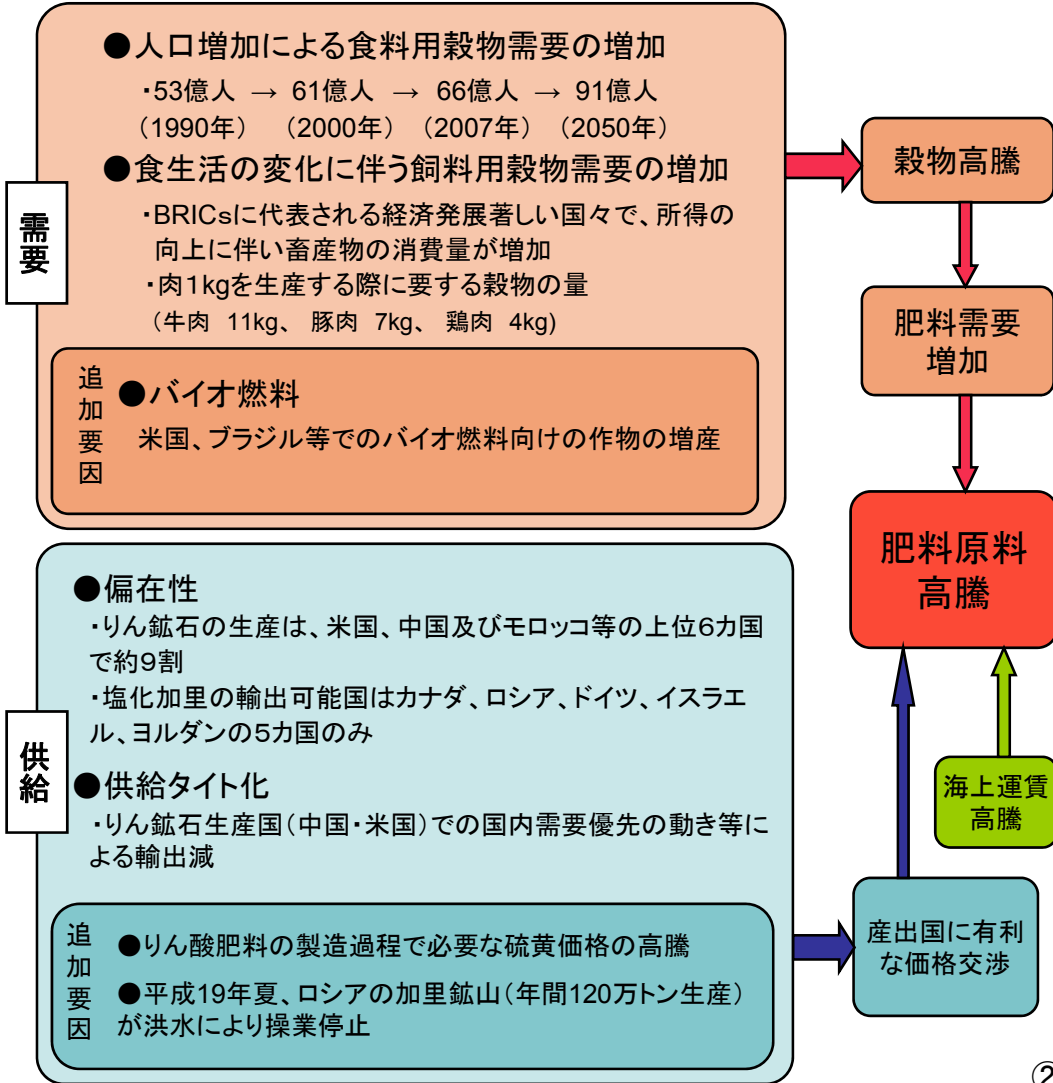 需要
●人口増加による食料用穀物需要の増加
・53億人 → 61億人 → 66億人 → 91億人
（1990年） （2000年） （2007年） （2050年）
●食生活の変化に伴う飼料用穀物需要の増加
・BRICsに代表される経済発展著しい国々で、所得の
向上に伴い畜産物の消費量が増加
・肉１kgを生産する際に要する穀物の量
（牛肉 11kg、 豚肉 7kg、 鶏肉 4kg)
追加要因
●バイオ燃料
米国、ブラジル等でのバイオ燃料向けの作物の増産
穀物高騰
肥料需要
増加
肥料原料
高騰
供給
●偏在性
・りん鉱石の生産は、米国、中国及びモロッコ等の上位６カ国
で約９割
・塩化加里の輸出可能国はカナダ、ロシア、ドイツ、イスラエ
ル、ヨルダンの５カ国のみ
●供給タイト化
・りん鉱石生産国（中国・米国）での国内需要優先の動き等に
よる輸出減
追加要因
●りん酸肥料の製造過程で必要な硫黄価格の高騰
●平成19年夏、ロシアの加里鉱山（年間120万トン生産）
が洪水により操業停止
海上運賃
高騰
産出国に有利
な価格交渉
②